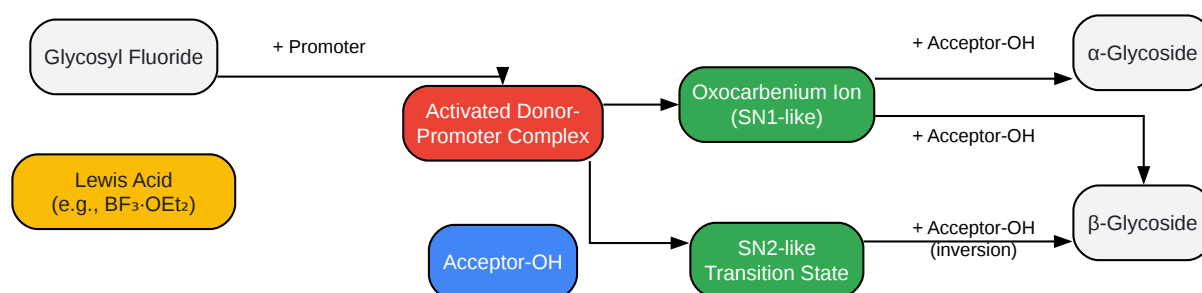 Glycosyl Fluoride
+ Promoter
Lewis Acid
(e.g., BF₃·OEt₂)
Activated Donor-
Promoter Complex
Acceptor-OH
Oxocarbenium Ion
(SN1-like)
SN2-like
Transition State
+ Acceptor-OH
+ Acceptor-OH
+ Acceptor-OH
(inversion)
α-Glycoside
β-Glycoside